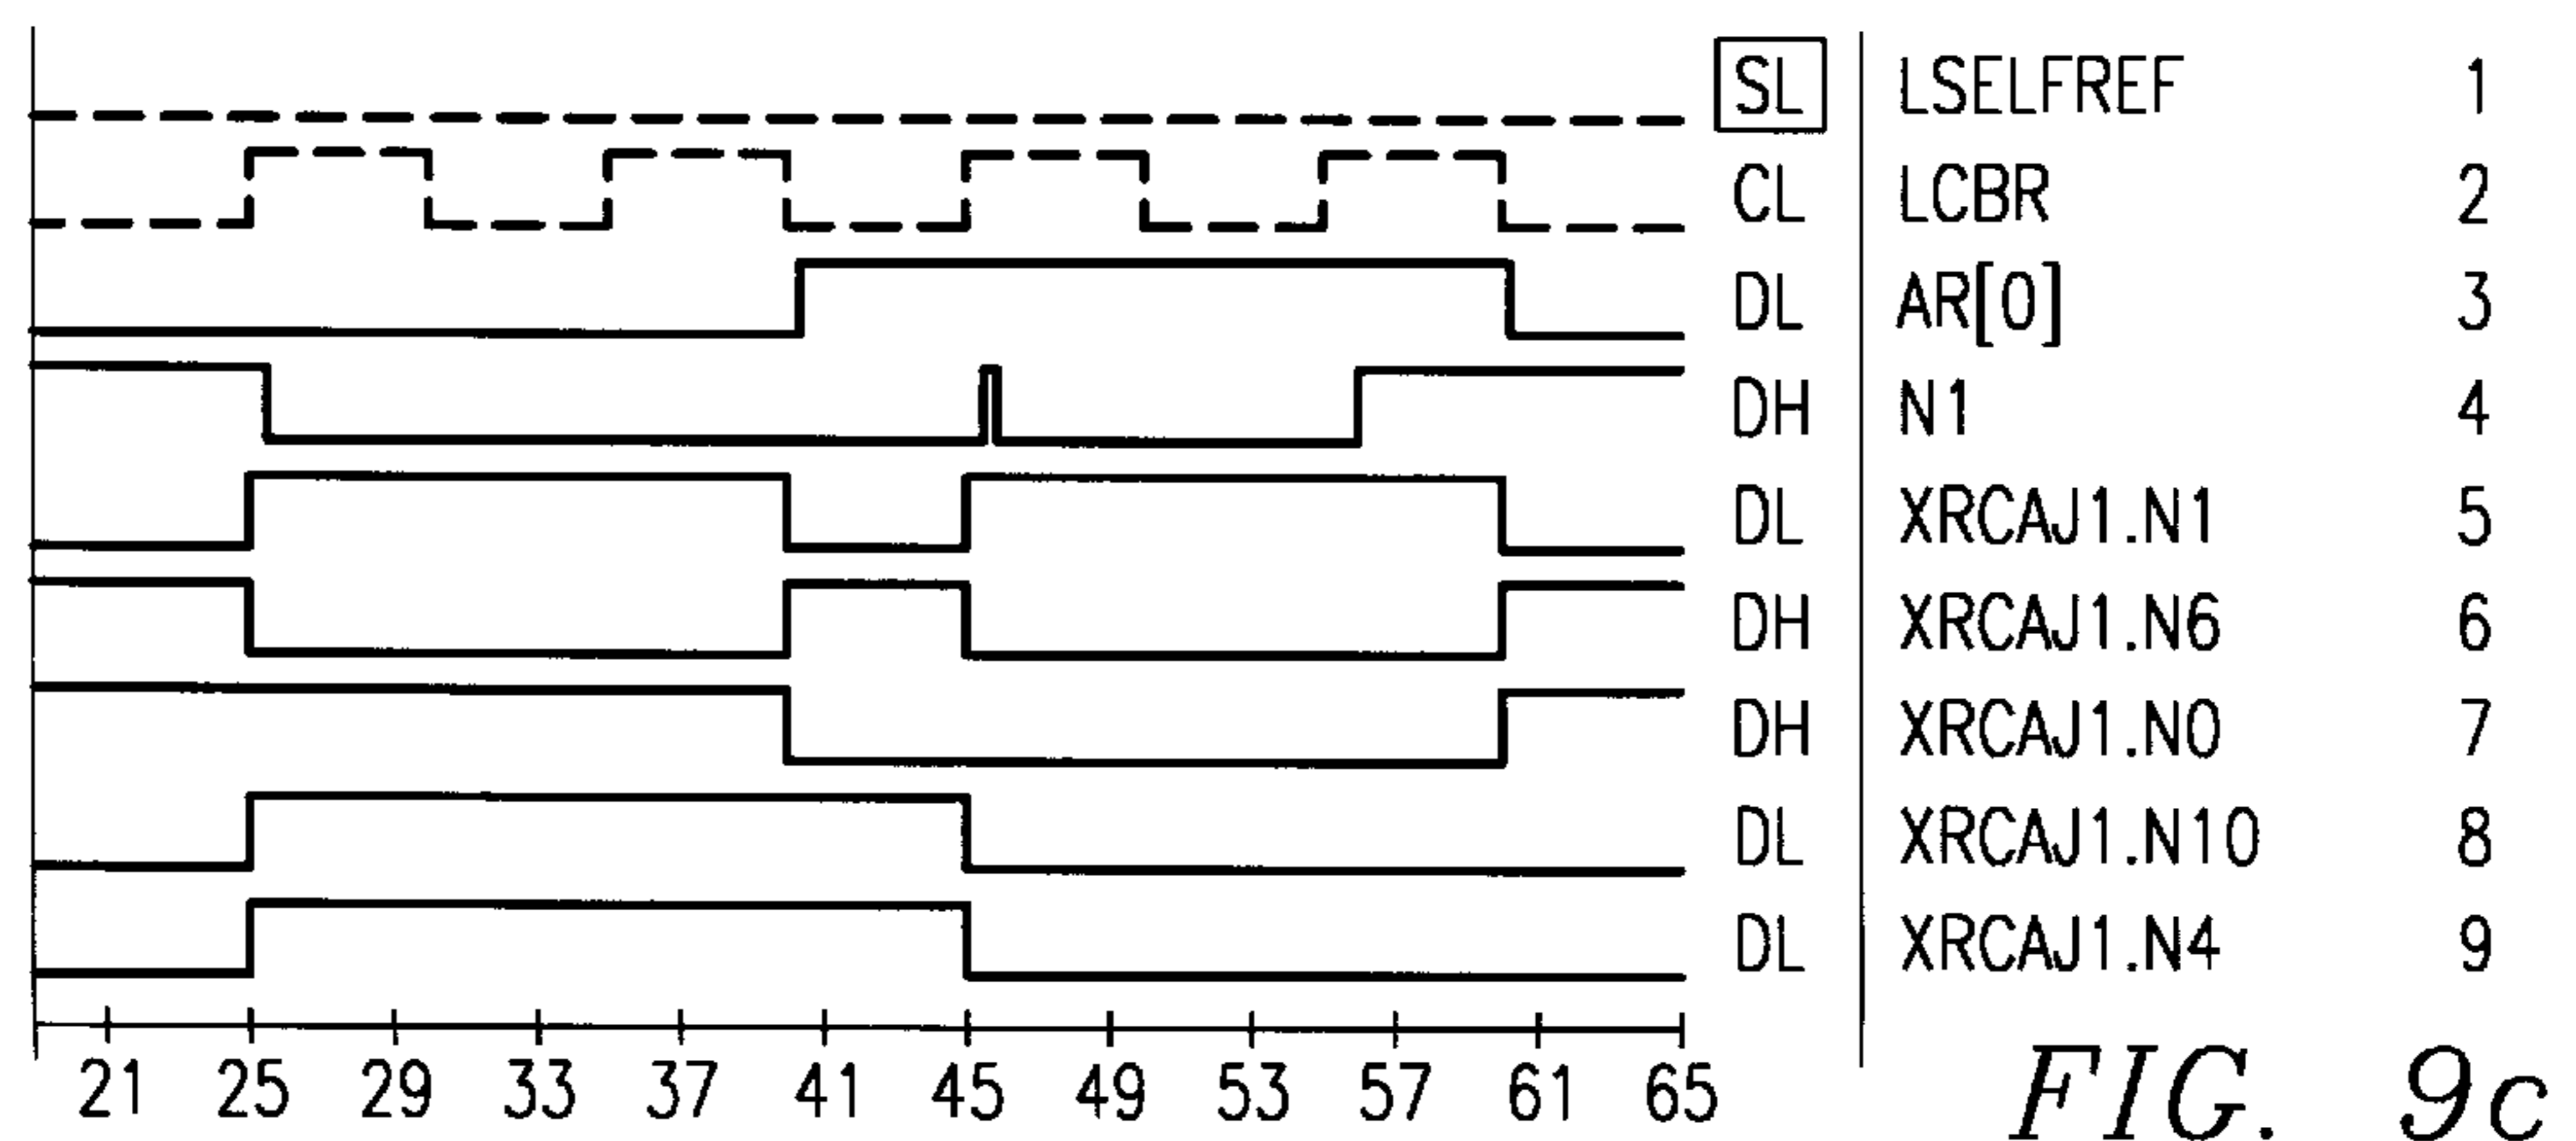 SL LSELFREF 1
CL LCBR 2
DL AR[0] 3
DH N1 4
DL XRCAJ1.N1 5
DH XRCAJ1.N6 6
DH XRCAJ1.N0 7
DL XRCAJ1.N10 8
DL XRCAJ1.N4 9
21 25 29 33 37 41 45 49 53 57 61 65
FIG. 9c